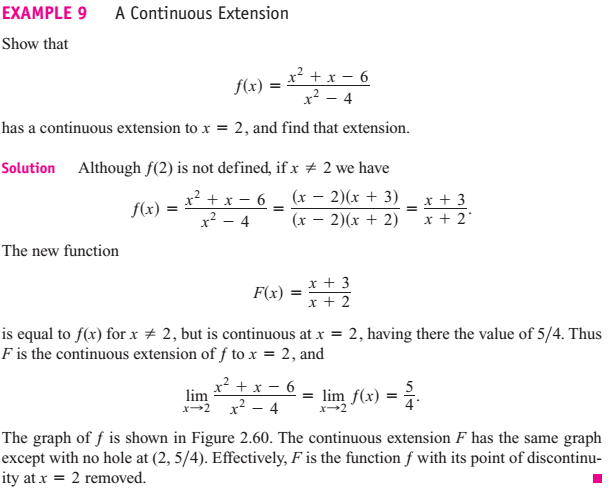 EXAMPLE 9 A Continuous Extension
Show that
f(x) = \frac{x^2 + x - 6}{x^2 - 4}
has a continuous extension to x = 2, and find that extension.
Solution Although f(2) is not defined, if x ≠ 2 we have
f(x) = \frac{x^2 + x - 6}{x^2 - 4} = \frac{(x - 2)(x + 3)}{(x - 2)(x + 2)} = \frac{x + 3}{x + 2}.
The new function
F(x) = \frac{x + 3}{x + 2}
is equal to f(x) for x ≠ 2, but is continuous at x = 2, having there the value of 5/4. Thus
F is the continuous extension of f to x = 2, and
\lim_{x→2} \frac{x^2 + x - 6}{x^2 - 4} = \lim_{x→2} f(x) = \frac{5}{4}.
The graph of f is shown in Figure 2.60. The continuous extension F has the same graph
except with no hole at (2, 5/4). Effectively, F is the function f with its point of discontinu-
ity at x = 2 removed.